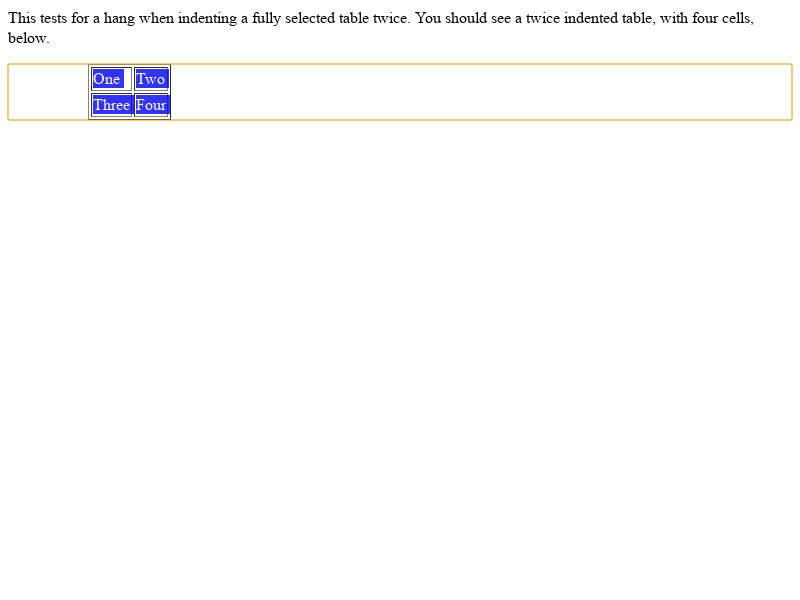 This tests for a hang when indenting a fully selected table twice. You should see a twice indented table, with four cells,
below.
One Two
Three Four